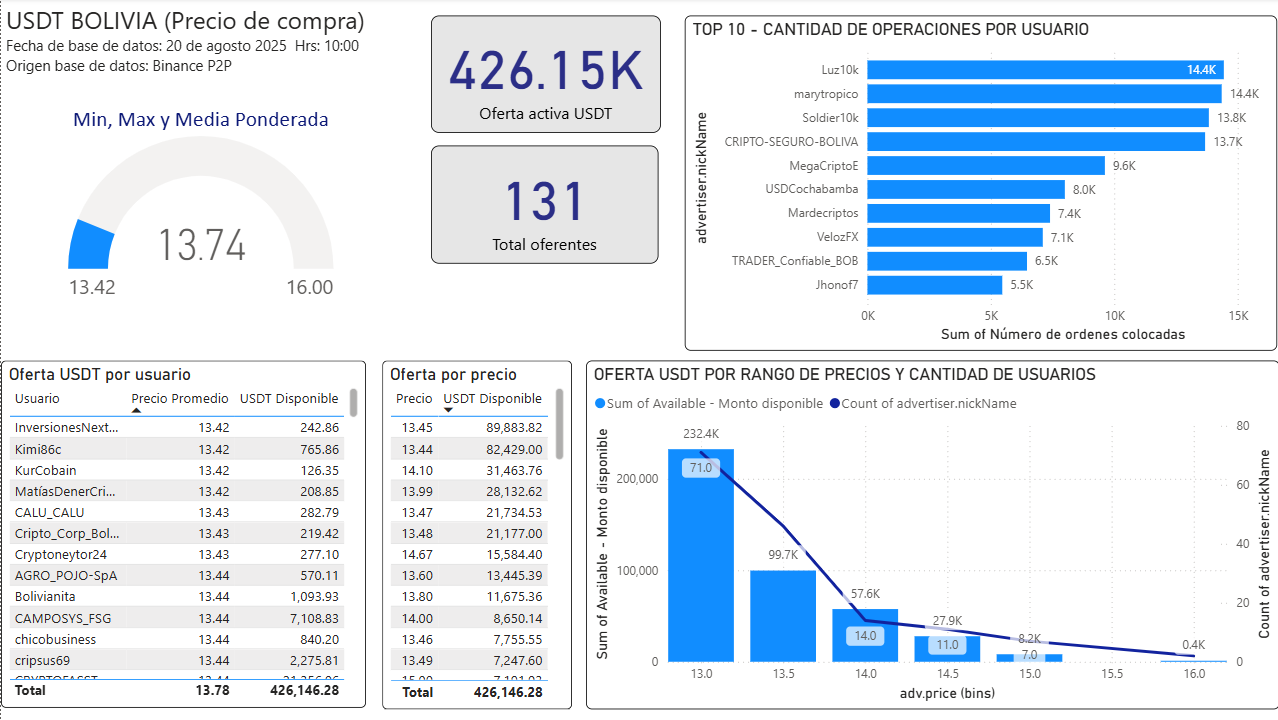 USDT BOLIVIA (Precio de compra)
Fecha de base de datos: 20 de agosto 2025 Hrs: 10:00
Origen base de datos: Binance P2P
Min, Max y Media Ponderada
13.74
13.42
16.00
426.15K
Oferta activa USDT
131
Total oferentes
TOP 10 - CANTIDAD DE OPERACIONES POR USUARIO
advertiser.nickName
Luz10k 14.4K
marytropico 14.4K
Soldier10k 13.8K
CRIPTO-SEGURO-BOLIVA 13.7K
MegaCriptoE 9.6K
USDCochabamba 8.0K
Mardecriptos 7.4K
VelozFX 7.1K
TRADER_Confiable_BOB 6.5K
Jhonof7 5.5K
0K 5K 10K 15K
Sum of Número de ordenes colocadas
Oferta USDT por usuario
Usuario Precio Promedio USDT Disponible
InversionesNext... 13.42 242.86
Kimi86c 13.42 765.86
KurCobain 13.42 126.35
MatíasDenerCri... 13.42 208.85
CALU_CALU 13.43 282.79
Cripto_Corp_Bol... 13.43 219.42
Cryptoneytor24 13.43 277.10
AGRO_POJO-SpA 13.44 570.11
Bolivianita 13.44 1,093.93
CAMPOSYS_FSG 13.44 7,108.83
chicobusiness 13.44 840.20
cripsus69 13.44 2,275.81
Total 13.78 426,146.28
Oferta por precio
Precio USDT Disponible
13.45 89,883.82
13.44 82,429.00
14.10 31,463.76
13.99 28,132.62
13.47 21,734.53
13.48 21,177.00
14.67 15,584.40
13.60 13,445.39
13.80 11,675.36
14.00 8,650.14
13.46 7,755.55
13.49 7,247.60
Total 426,146.28
OFERTA USDT POR RANGO DE PRECIOS Y CANTIDAD DE USUARIOS
Sum of Available - Monto disponible Count of advertiser.nickName
Sum of Available - Monto disponible
200,000
100,000
0
232.4K
71.0
99.7K
57.6K
14.0
27.9K
11.0
8.2K
7.0
0.4K
80
60
40
20
0
Count of advertiser.nickName
13.0 13.5 14.0 14.5 15.0 15.5 16.0
adv.price (bins)